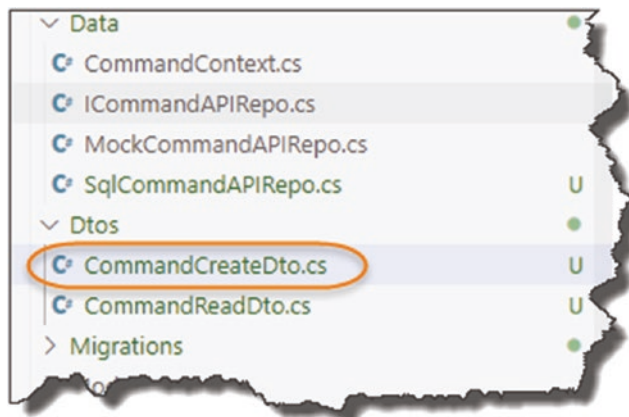 Data
C# CommandContext.cs
C# ICommandAPIRepo.cs
C# MockCommandAPIRepo.cs
C# SqlCommandAPIRepo.cs U
Dtos
C# CommandCreateDto.cs U
C# CommandReadDto.cs U
Migrations